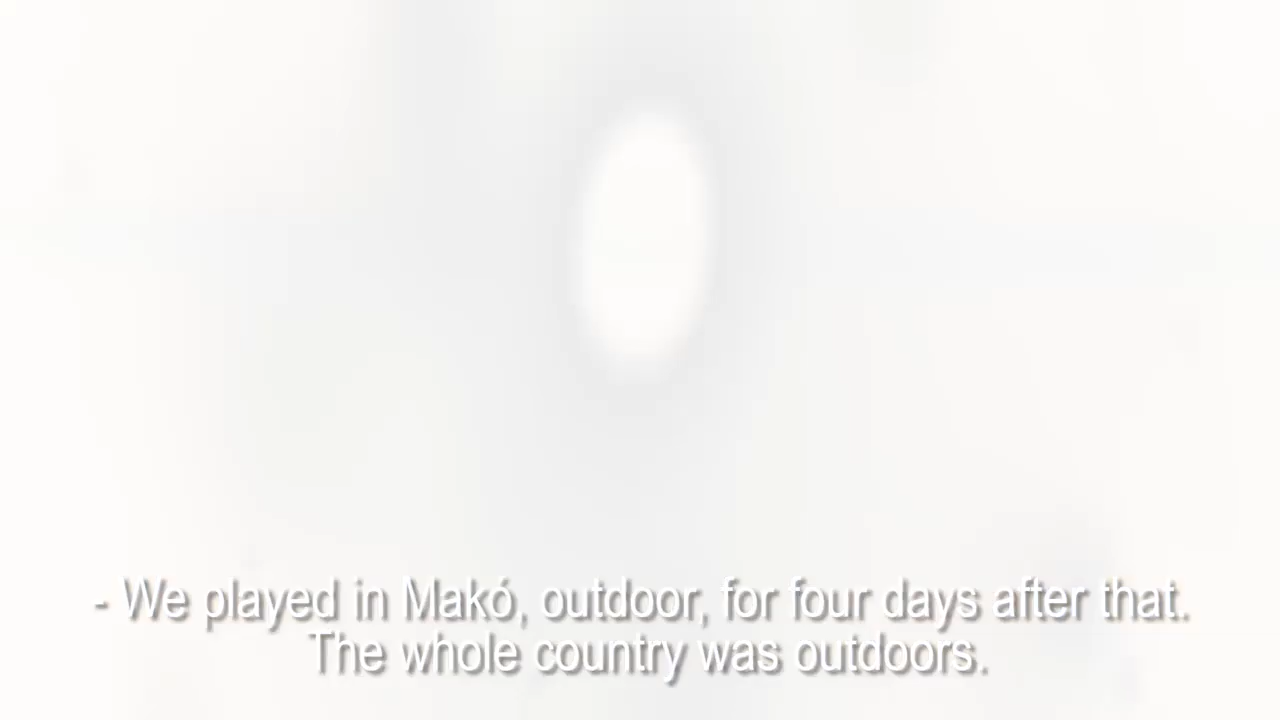 - We played in Makó, outdoor, for four days after that.
The whole country was outdoors.